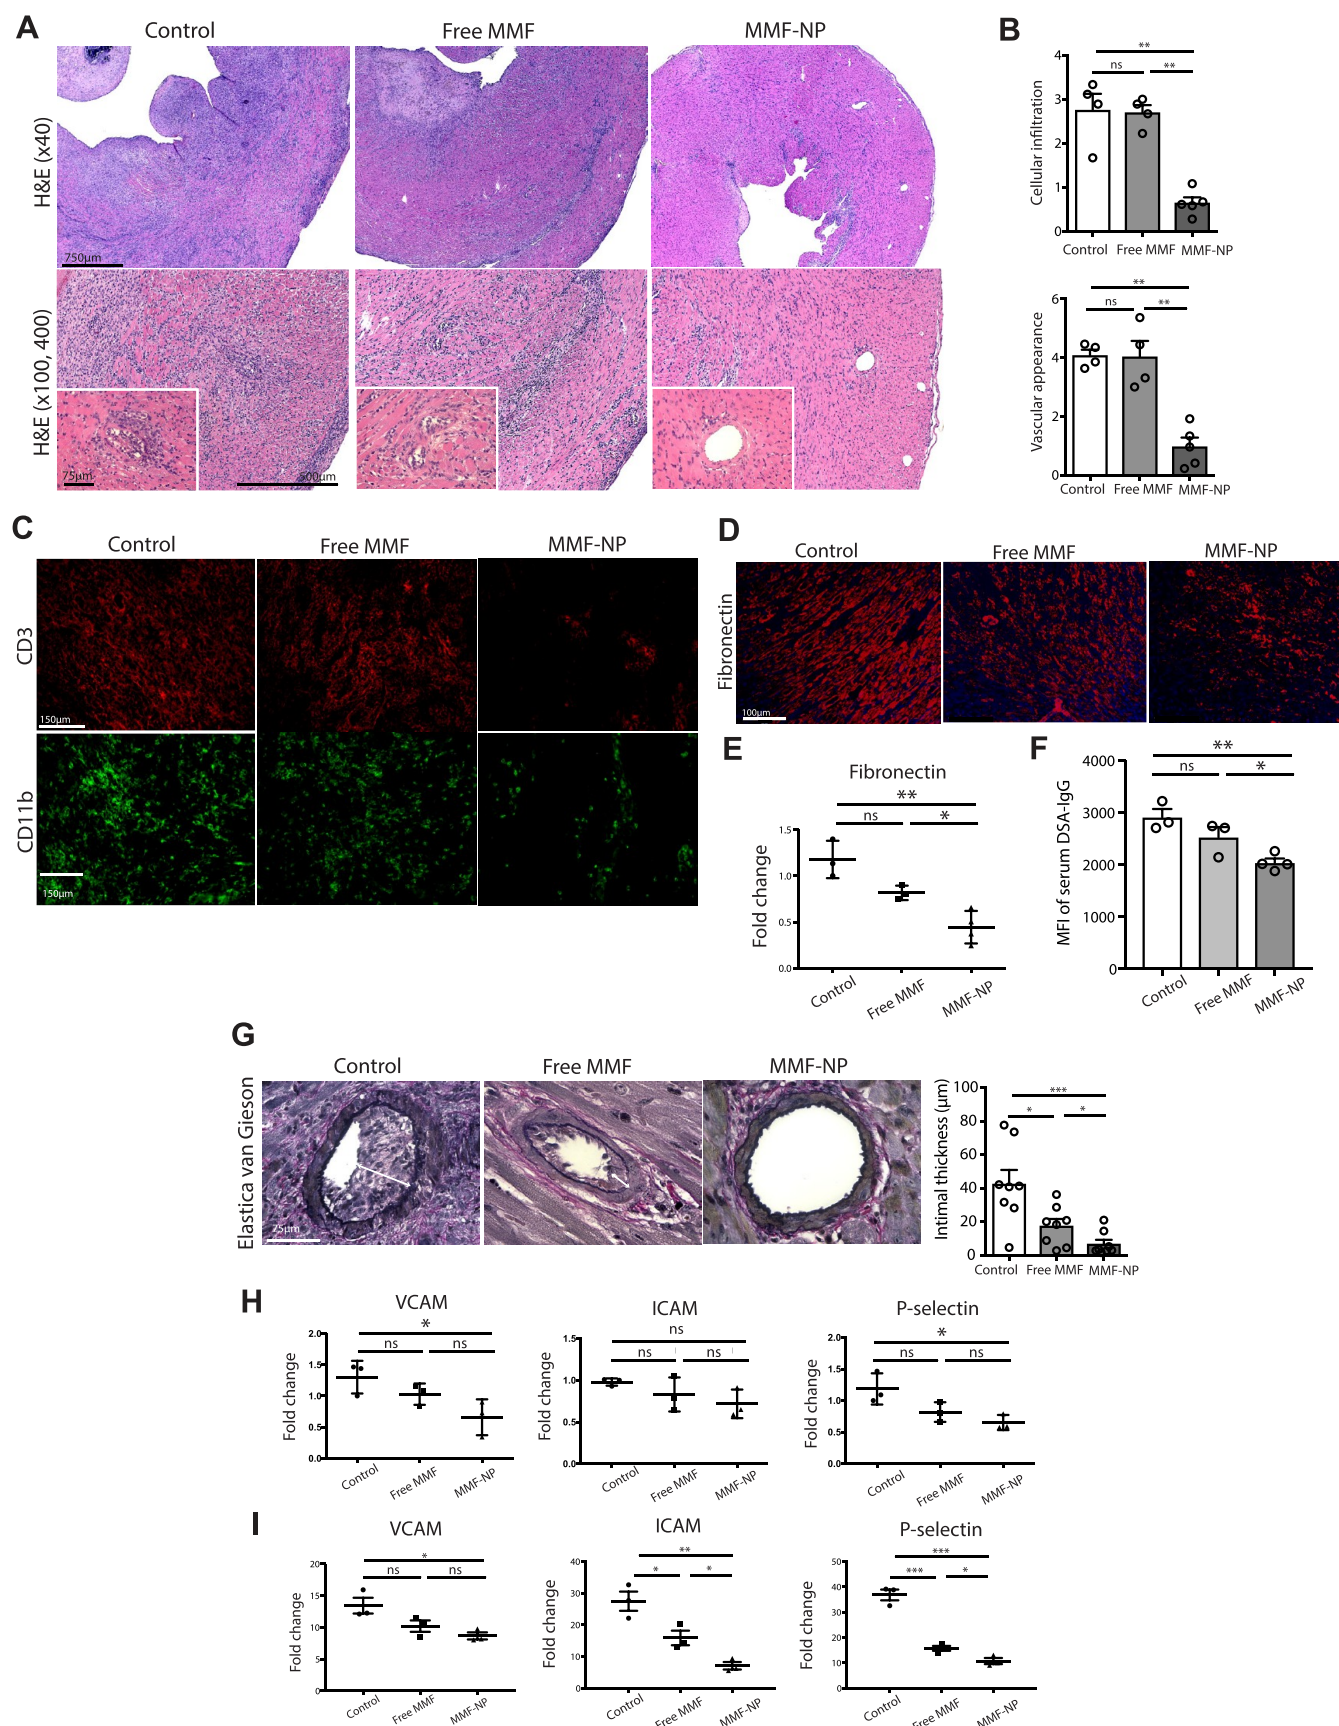 A
Control
Free MMF
MMF-NP
H&E (x40)
750µm
H&E (x100, 400)
75µm
500µm
B
Cellular infiltration
4
3
2
1
0
**
ns
**
Control
Free MMF
MMF-NP
Vascular appearance
6
4
2
0
**
ns
**
Control
Free MMF
MMF-NP
C
Control
Free MMF
MMF-NP
CD3
150µm
CD11b
150µm
D
Control
Free MMF
MMF-NP
Fibronectin
100µm
E
Fibronectin
**
ns
*
Fold change
1.5
1.0
0.5
0.0
Control
Free MMF
MMF-NP
F
MFI of serum DSA-IgG
4000
3000
2000
1000
0
**
ns
*
Control
Free MMF
MMF-NP
G
Control
Free MMF
MMF-NP
Elastica van Gieson
75µm
Intimal thickness (µm)
100
80
60
40
20
0
***
*
*
Control
Free MMF
MMF-NP
H
VCAM
*
ns
ns
Fold change
2.0
1.5
1.0
0.5
0.0
Control
Free MMF
MMF-NP
ICAM
ns
ns
ns
Fold change
1.5
1.0
0.5
0.0
Control
Free MMF
MMF-NP
P-selectin
*
ns
ns
Fold change
2.0
1.5
1.0
0.5
0.0
Control
Free MMF
MMF-NP
I
VCAM
*
ns
ns
Fold change
20
15
10
5
0
Control
Free MMF
MMF-NP
ICAM
**
*
*
Fold change
40
30
20
10
0
Control
Free MMF
MMF-NP
P-selectin
***
***
*
Fold change
50
40
30
20
10
0
Control
Free MMF
MMF-NP